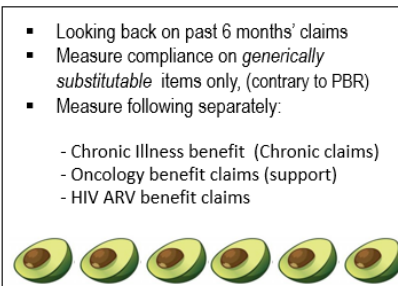 ▪ Looking back on past 6 months' claims
▪ Measure compliance on generically
substitutable items only, (contrary to PBR)
▪ Measure following separately:
- Chronic Illness benefit (Chronic claims)
- Oncology benefit claims (support)
- HIV ARV benefit claims